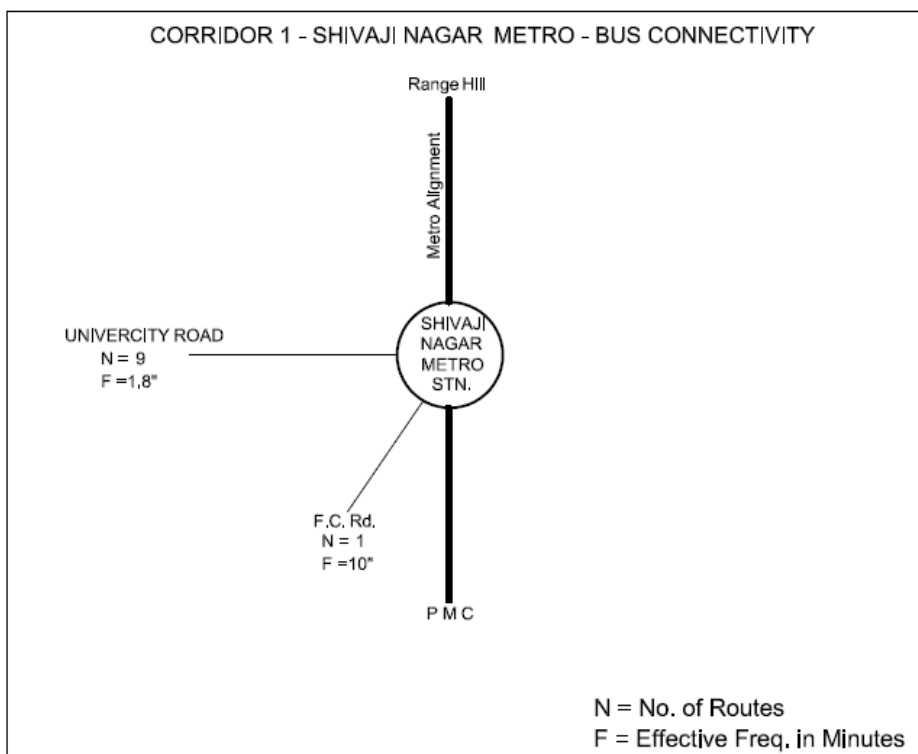 CORRIDOR 1 - SHIVAJI NAGAR METRO - BUS CONNECTIVITY
Range Hill
Metro Alignment
UNIVERCITY ROAD
N = 9
F =1.8"
SHIVAJI
NAGAR
METRO
STN.
F.C. Rd.
N = 1
F =10"
P M C
N = No. of Routes
F = Effective Freq. in Minutes